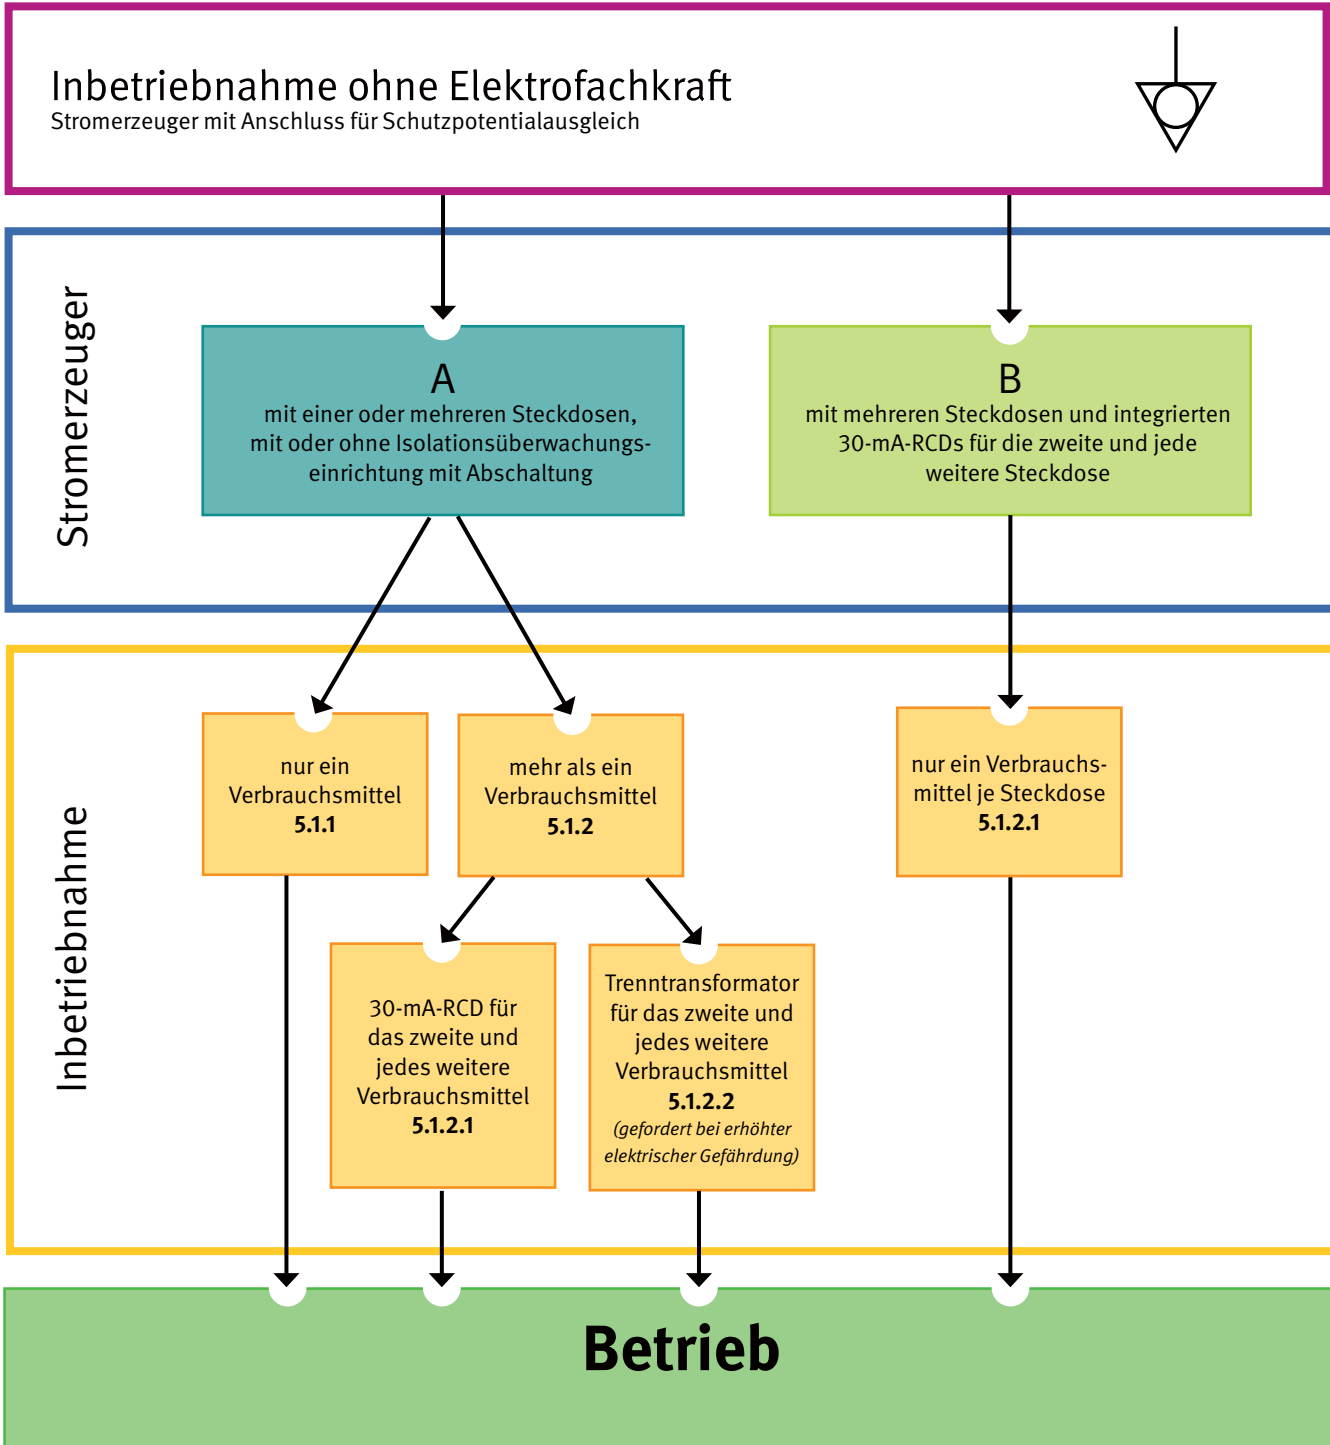 Inbetriebnahme ohne Elektrofachkraft
Stromerzeuger mit Anschluss für Schutzpotentialausgleich
Stromerzeuger
A
mit einer oder mehreren Steckdosen,
mit oder ohne Isolationsüberwachungs-
einrichtung mit Abschaltung
B
mit mehreren Steckdosen und integrierten
30-mA-RCDs für die zweite und jede
weitere Steckdose
Inbetriebnahme
nur ein
Verbrauchsmittel
5.1.1
mehr als ein
Verbrauchsmittel
5.1.2
nur ein Verbrauchs-
mittel je Steckdose
5.1.2.1
30-mA-RCD für
das zweite und
jedes weitere
Verbrauchsmittel
5.1.2.1
Trenntransformator
für das zweite und
jedes weitere
Verbrauchsmittel
5.1.2.2
(gefordert bei erhöhter
elektrischer Gefährdung)
Betrieb